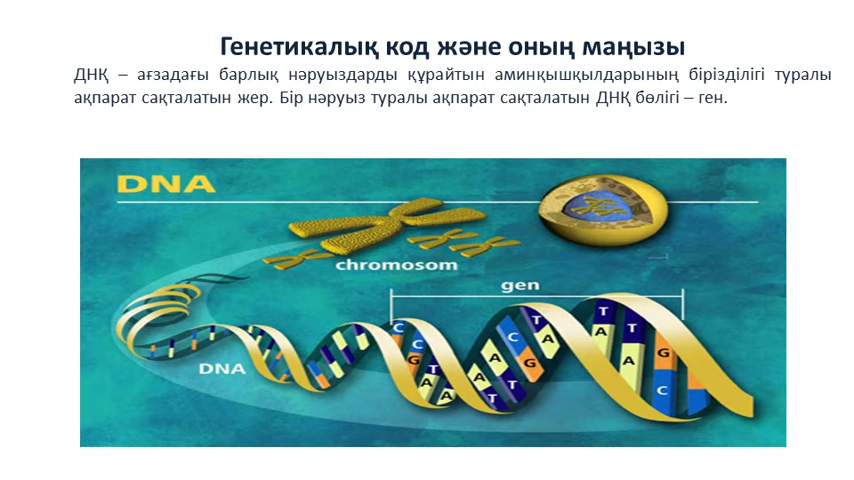 Генетикалық код және оның маңызы
ДНҚ – ағзадағы барлық нәруыздарды құрайтын аминқышқылдарының бірізділігі туралы
ақпарат сақталатын жер. Бір нәруыз туралы ақпарат сақталатын ДНҚ бөлігі – ген.
DNA
chromosom
gen
DNA
C
C
G
T
A
A
A
A
T
T
C
G
T
A
T
A
T
A
G
C